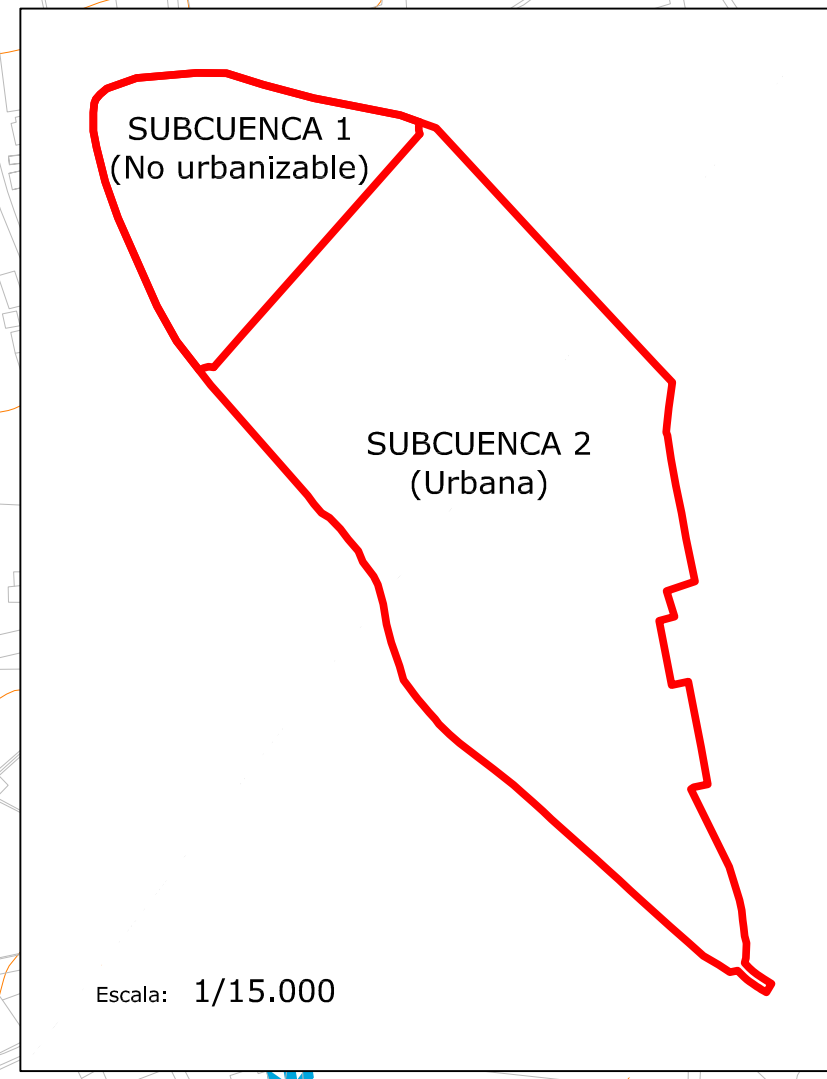 SUBCUENCA 1
(No urbanizable)
SUBCUENCA 2
(Urbana)
Escala: 1/15.000